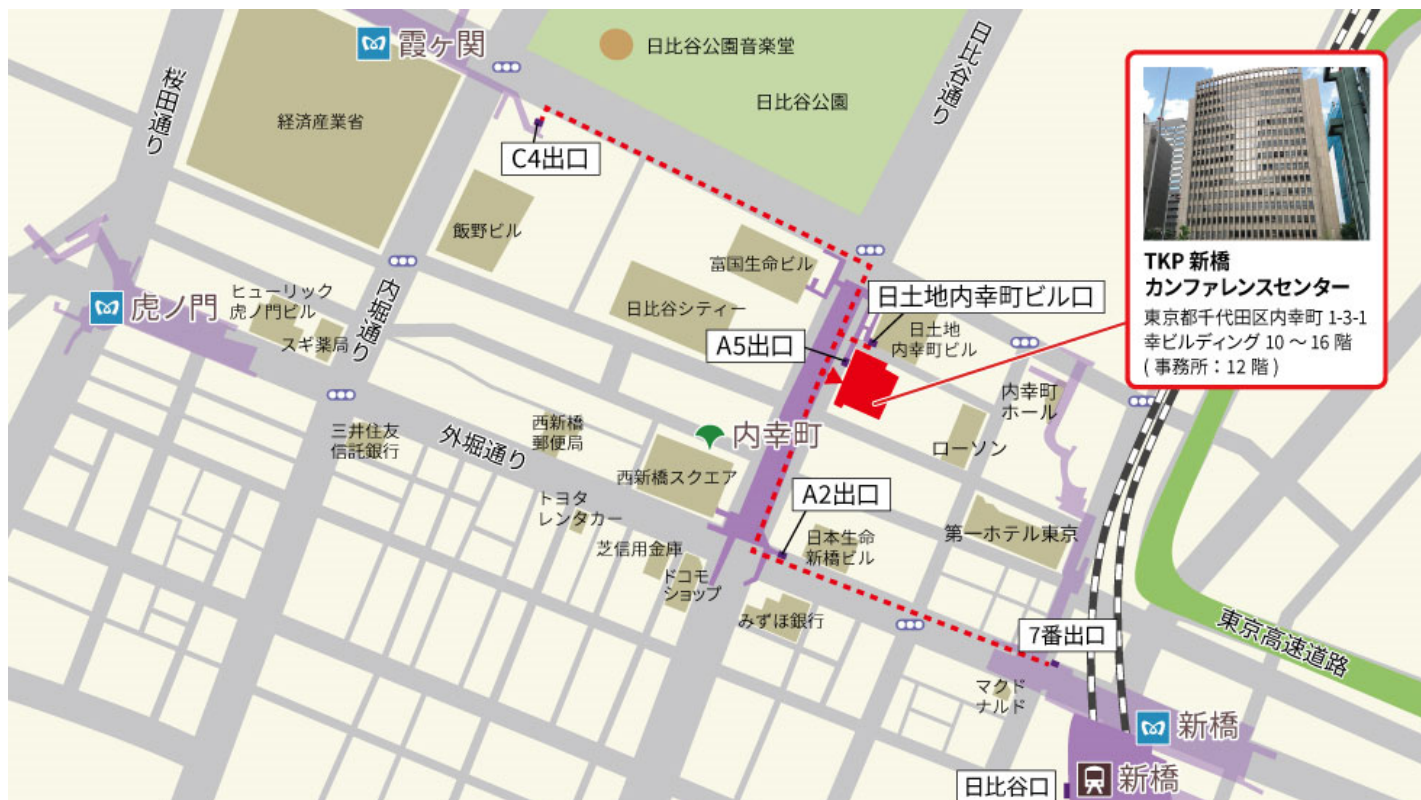 霞ケ関
日比谷公園音楽堂
日比谷公園
日比谷通り
桜田通り
経済産業省
C4出口
飯野ビル
富国生命ビル
日比谷シティー
日土地内幸町ビル口
日土地
内幸町ビル
A5出口
TKP 新橋
カンファレンスセンター
東京都千代田区内幸町 1-3-1
幸ビルディング 10 ～ 16 階
( 事務所：12 階 )
虎ノ門
ヒューリック
虎ノ門ビル
スギ薬局
内堀通り
内幸町
ホール
ローソン
三井住友
信託銀行
外堀通り
西新橋
郵便局
内幸町
西新橋スクエア
A2出口
トヨタ
レンタカー
日本生命
新橋ビル
第一ホテル東京
芝信用金庫
ドコモ
ショップ
みずほ銀行
7番出口
東京高速道路
マクド
ナルド
新橋
日比谷口
新橋